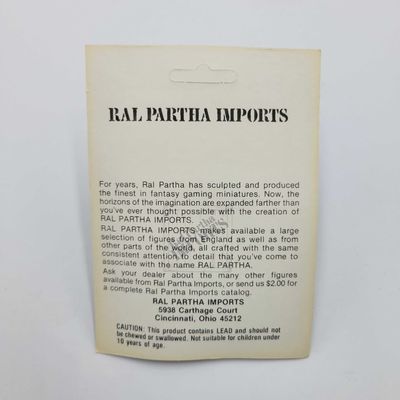 RAL PARTHA IMPORTS
For years, Ral Partha has sculpted and produced
the finest in fantasy gaming minatures. Now, the
horizons of the imagination are expanded farther than
you've ever thought possible with the creation of
RAL PARTHA IMPORTS.
RAL PARTHA IMPORTS makes available a large
selection of figures from England as well as from
other parts of the world, all crafted with the same
consistent attention to detail that you've come to
associate with the name RAL PARTHA.
Ask your dealer about the many other figures
available from Ral Partha Imports, or send us $2.00 for
a complete Ral Partha Imports catalog.
RAL PARTHA IMPORTS
5938 Carthage Court
Cincinnati, Ohio 45212
CAUTION: This product contains LEAD and should not
be chewed or swallowed. Not suitable for children under
10 years of age.